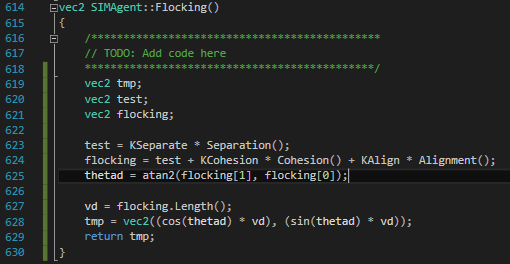 614 vec2 SIMAgent::Flocking()
615 {
616 /*********************************************
617 // TODO: Add code here
618 *********************************************/
619 vec2 tmp;
620 vec2 test;
621 vec2 flocking;
622
623 test = KSeparate * Separation();
624 flocking = test + KCohesion * Cohesion() + KAlign * Alignment();
625 thetad = atan2(flocking[1], flocking[0]);
626
627 vd = flocking.Length();
628 tmp = vec2((cos(thetad) * vd), (sin(thetad) * vd));
629 return tmp;
630 }